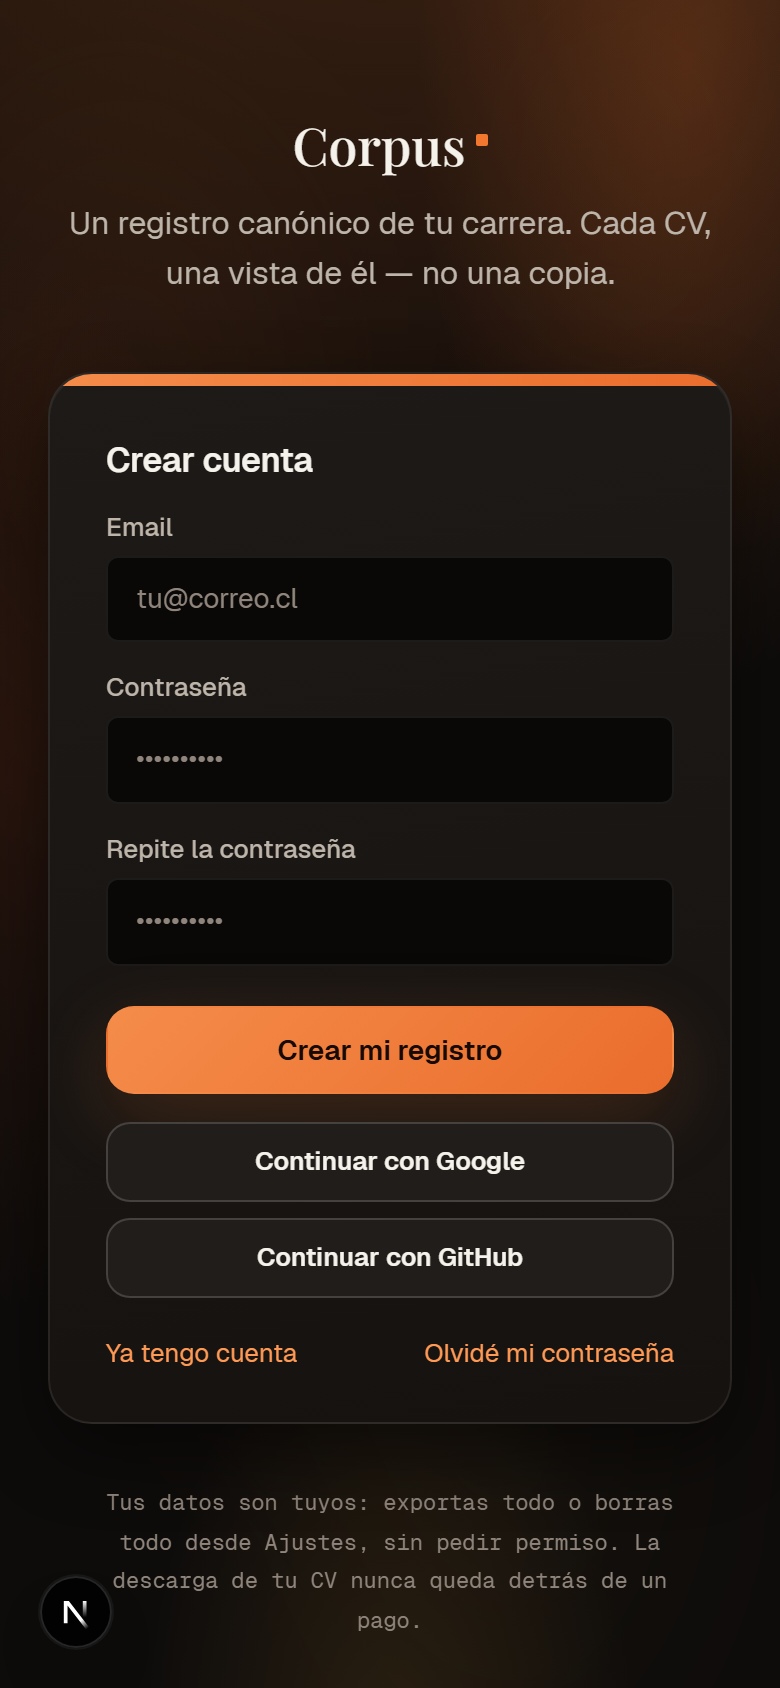 Corpus
Un registro canónico de tu carrera. Cada CV,
una vista de él — no una copia.
Crear cuenta
Email
tu@correo.cl
Contraseña
••••••••••
Repite la contraseña
••••••••••
Crear mi registro
Continuar con Google
Continuar con GitHub
Ya tengo cuenta
Olvidé mi contraseña
Tus datos son tuyos: exportas todo o borras
todo desde Ajustes, sin pedir permiso. La
descarga de tu CV nunca queda detrás de un
pago.
N